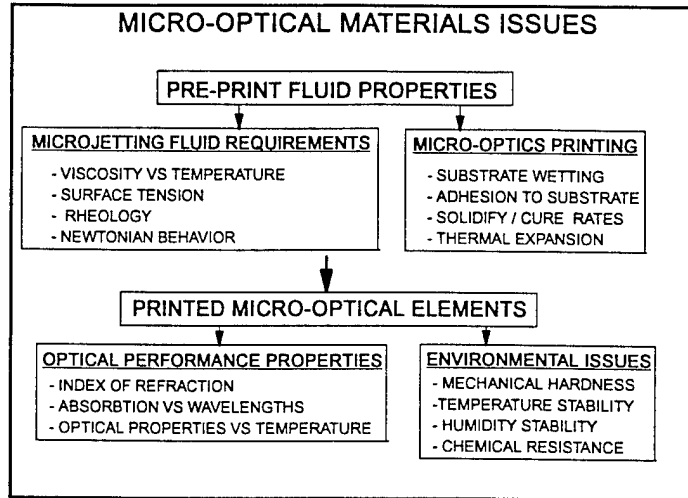 MICRO-OPTICAL MATERIALS ISSUES
PRE-PRINT FLUID PROPERTIES
MICROJETTING FLUID REQUIREMENTS
- VISCOSITY VS TEMPERATURE
- SURFACE TENSION
- RHEOLOGY
- NEWTONIAN BEHAVIOR
MICRO-OPTICS PRINTING
- SUBSTRATE WETTING
- ADHESION TO SUBSTRATE
- SOLIDIFY / CURE RATES
- THERMAL EXPANSION
PRINTED MICRO-OPTICAL ELEMENTS
OPTICAL PERFORMANCE PROPERTIES
- INDEX OF REFRACTION
- ABSORBTION VS WAVELENGTHS
- OPTICAL PROPERTIES VS TEMPERATURE
ENVIRONMENTAL ISSUES
- MECHANICAL HARDNESS
-TEMPERATURE STABILITY
- HUMIDITY STABILITY
- CHEMICAL RESISTANCE